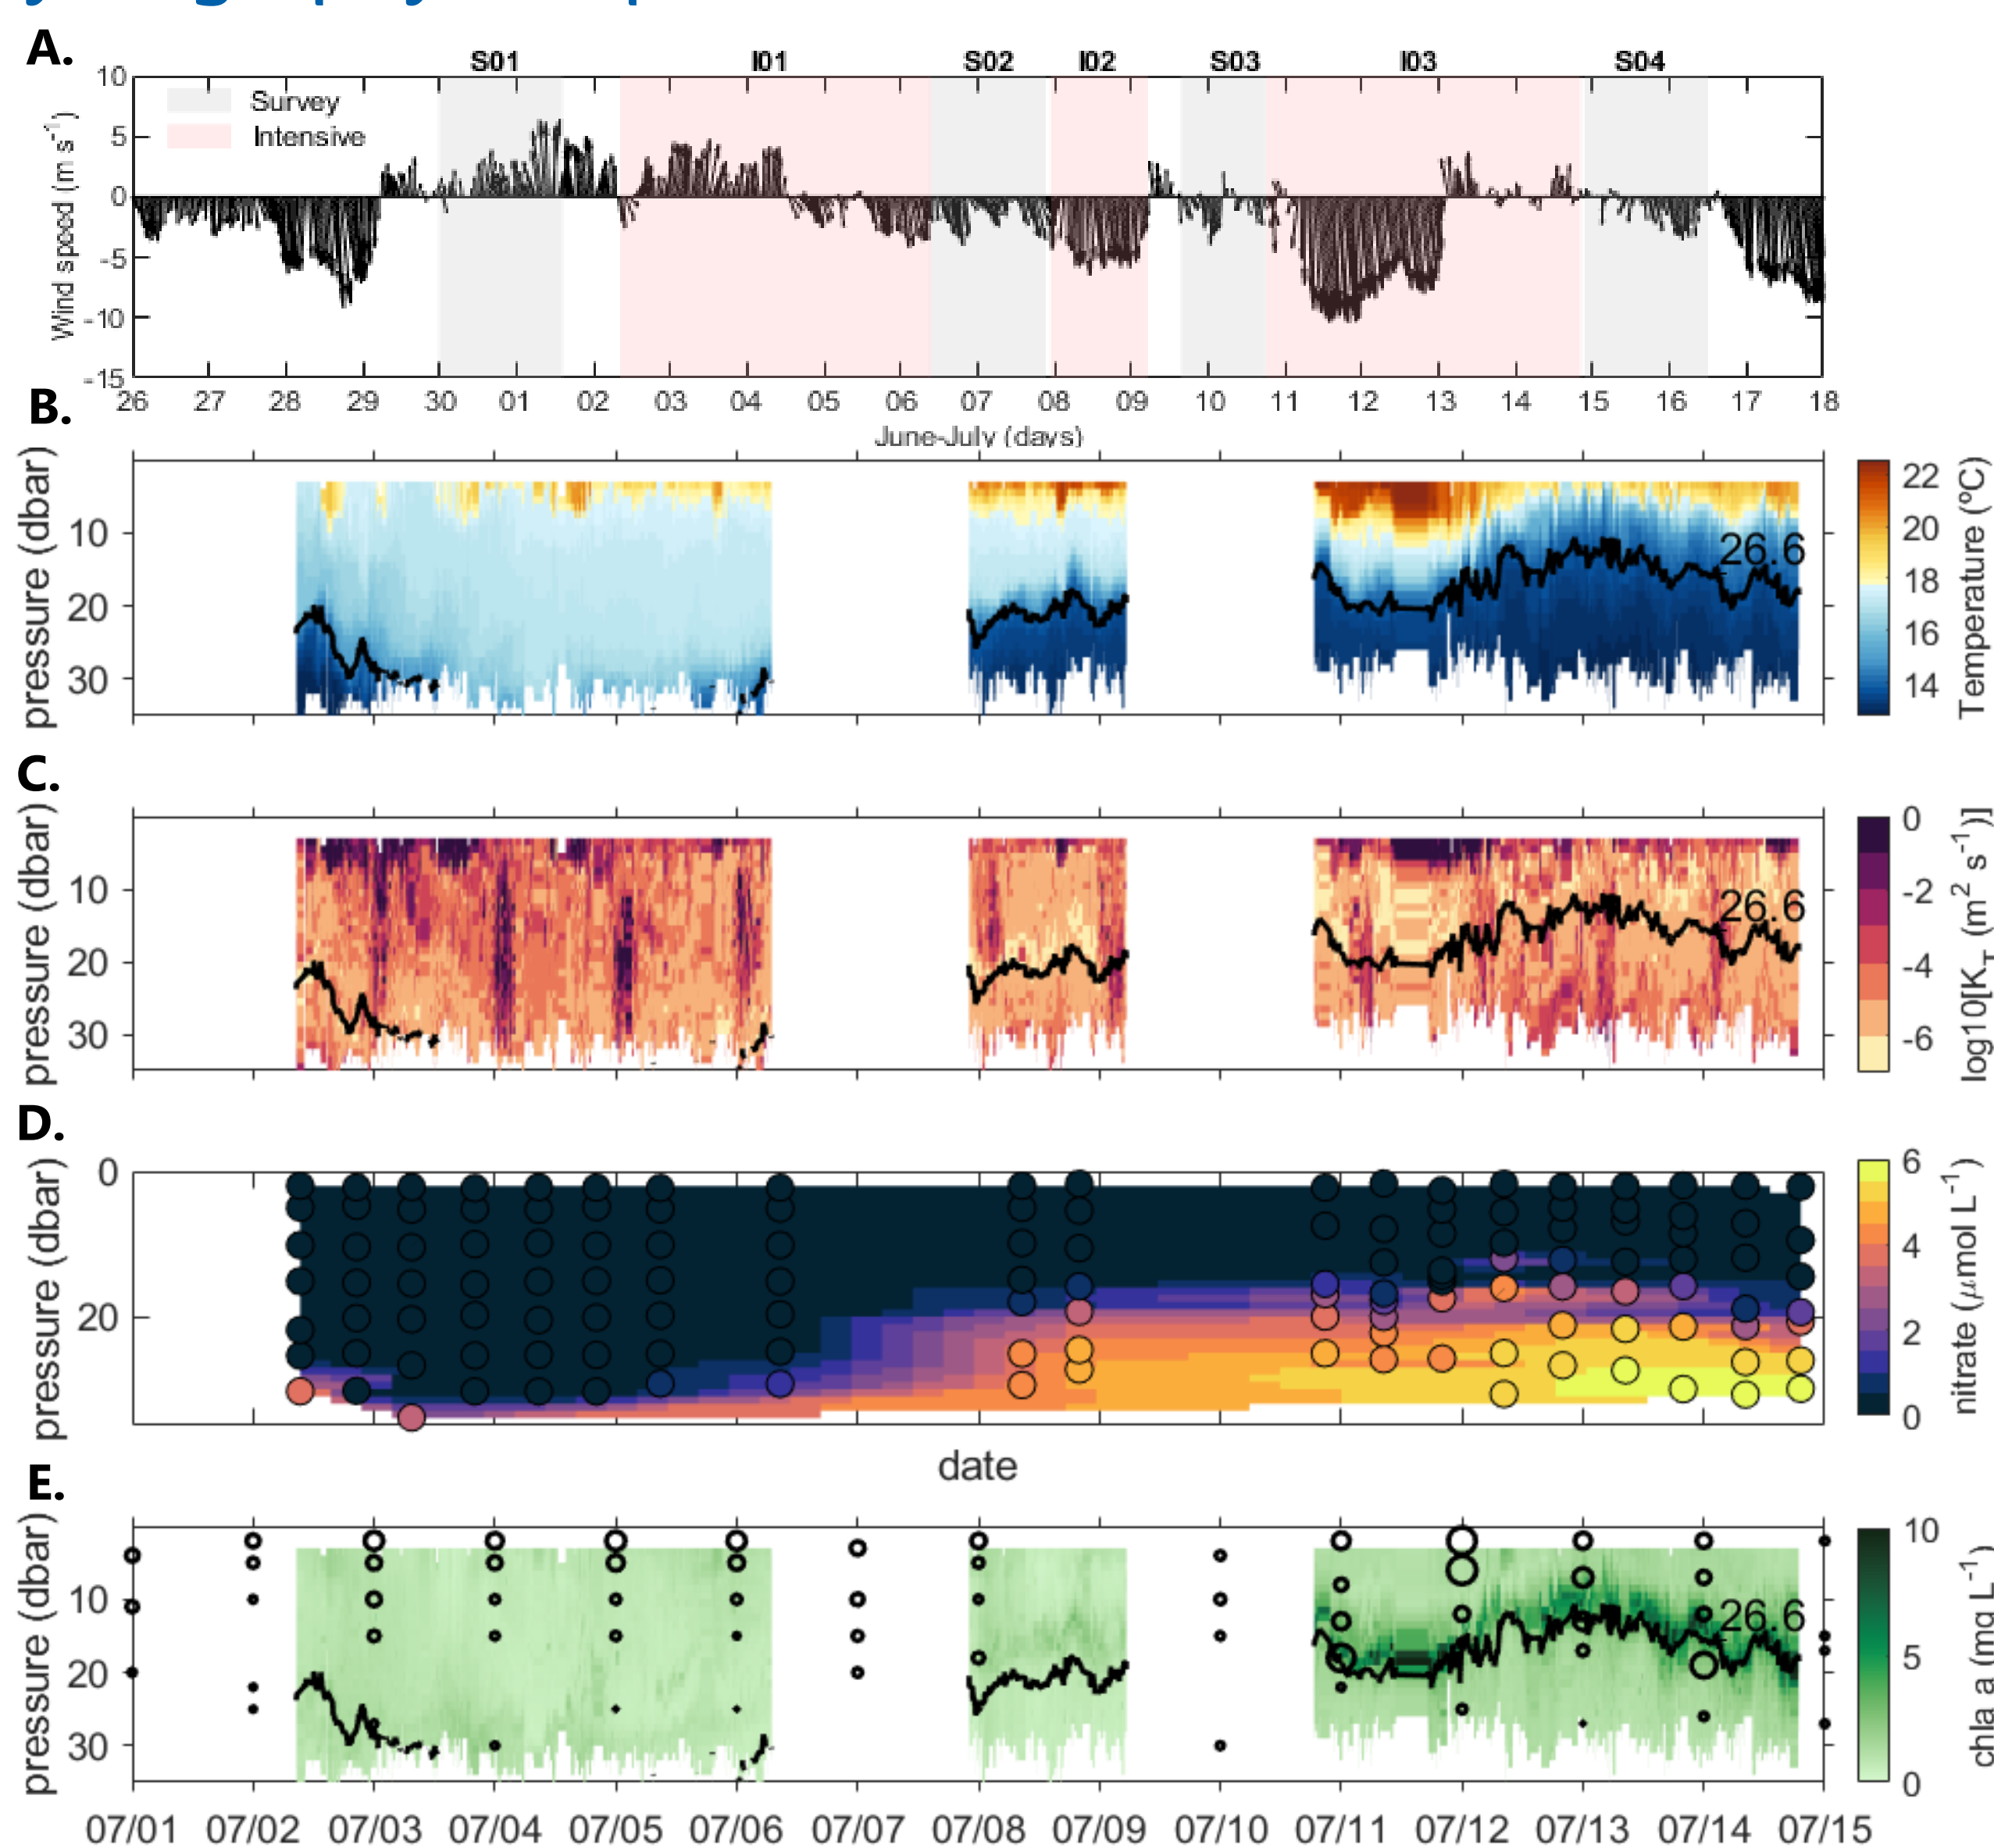 A.
S01 I01 S02 I02 S03 I03 S04
Survey
Intensive
Wind speed (m s-1)
10
5
0
-5
-10
-15
26 27 28 29 30 01 02 03 04 05 06 07 08 09 10 11 12 13 14 15 16 17 18
June-July (days)
B.
pressure (dbar)
10
20
30
26.6
22
20
18
16
14
Temperature (ºC)
C.
pressure (dbar)
10
20
30
26.6
0
-2
-4
-6
log10[KT (m2 s-1)]
D.
pressure (dbar)
0
20
6
4
2
0
nitrate (μmol L-1)
date
E.
pressure (dbar)
10
20
30
26.6
10
5
0
chl a (mg L-1)
07/01 07/02 07/03 07/04 07/05 07/06 07/07 07/08 07/09 07/10 07/11 07/12 07/13 07/14 07/15